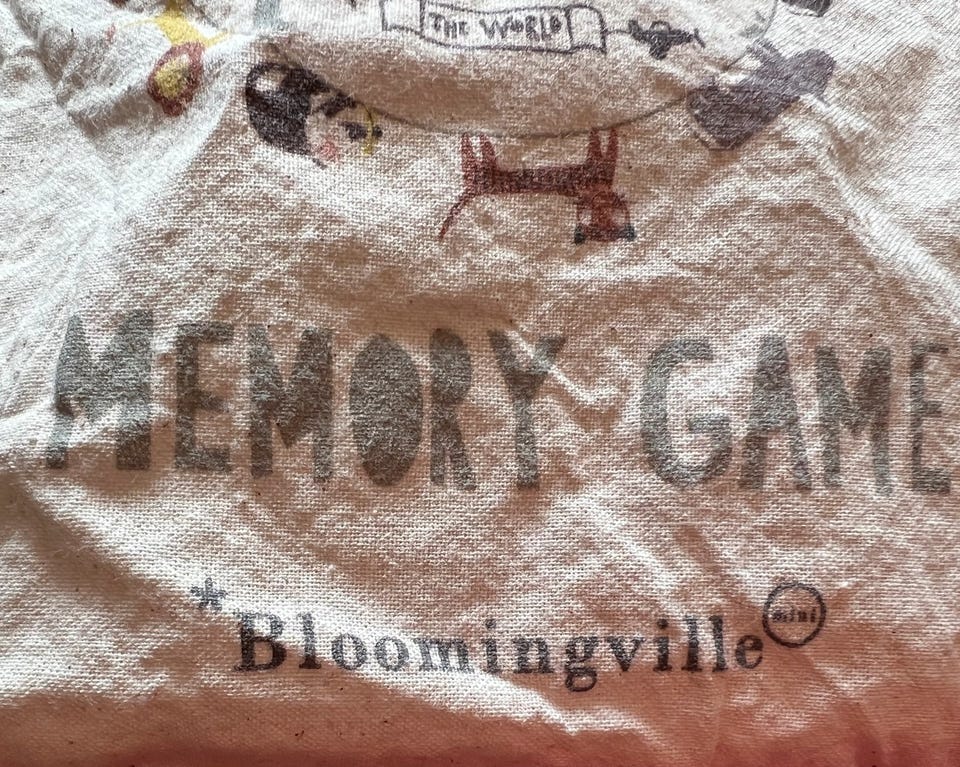 THE WORLD
MEMORY GAME
*Bloomingville mini